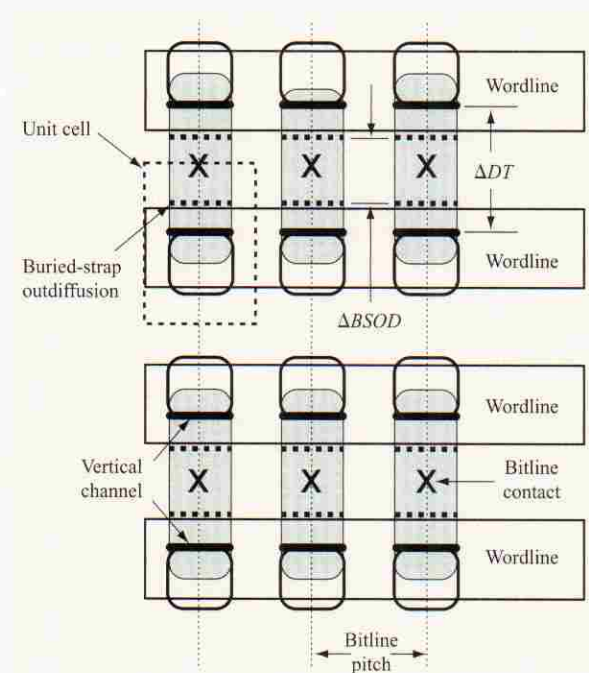 Wordline
Unit cell
X X X
ΔDT
Buried-strap
outdiffusion
Wordline
ΔBSOD
Wordline
Vertical
channel
X X X
Bitline
contact
Wordline
Bitline
pitch